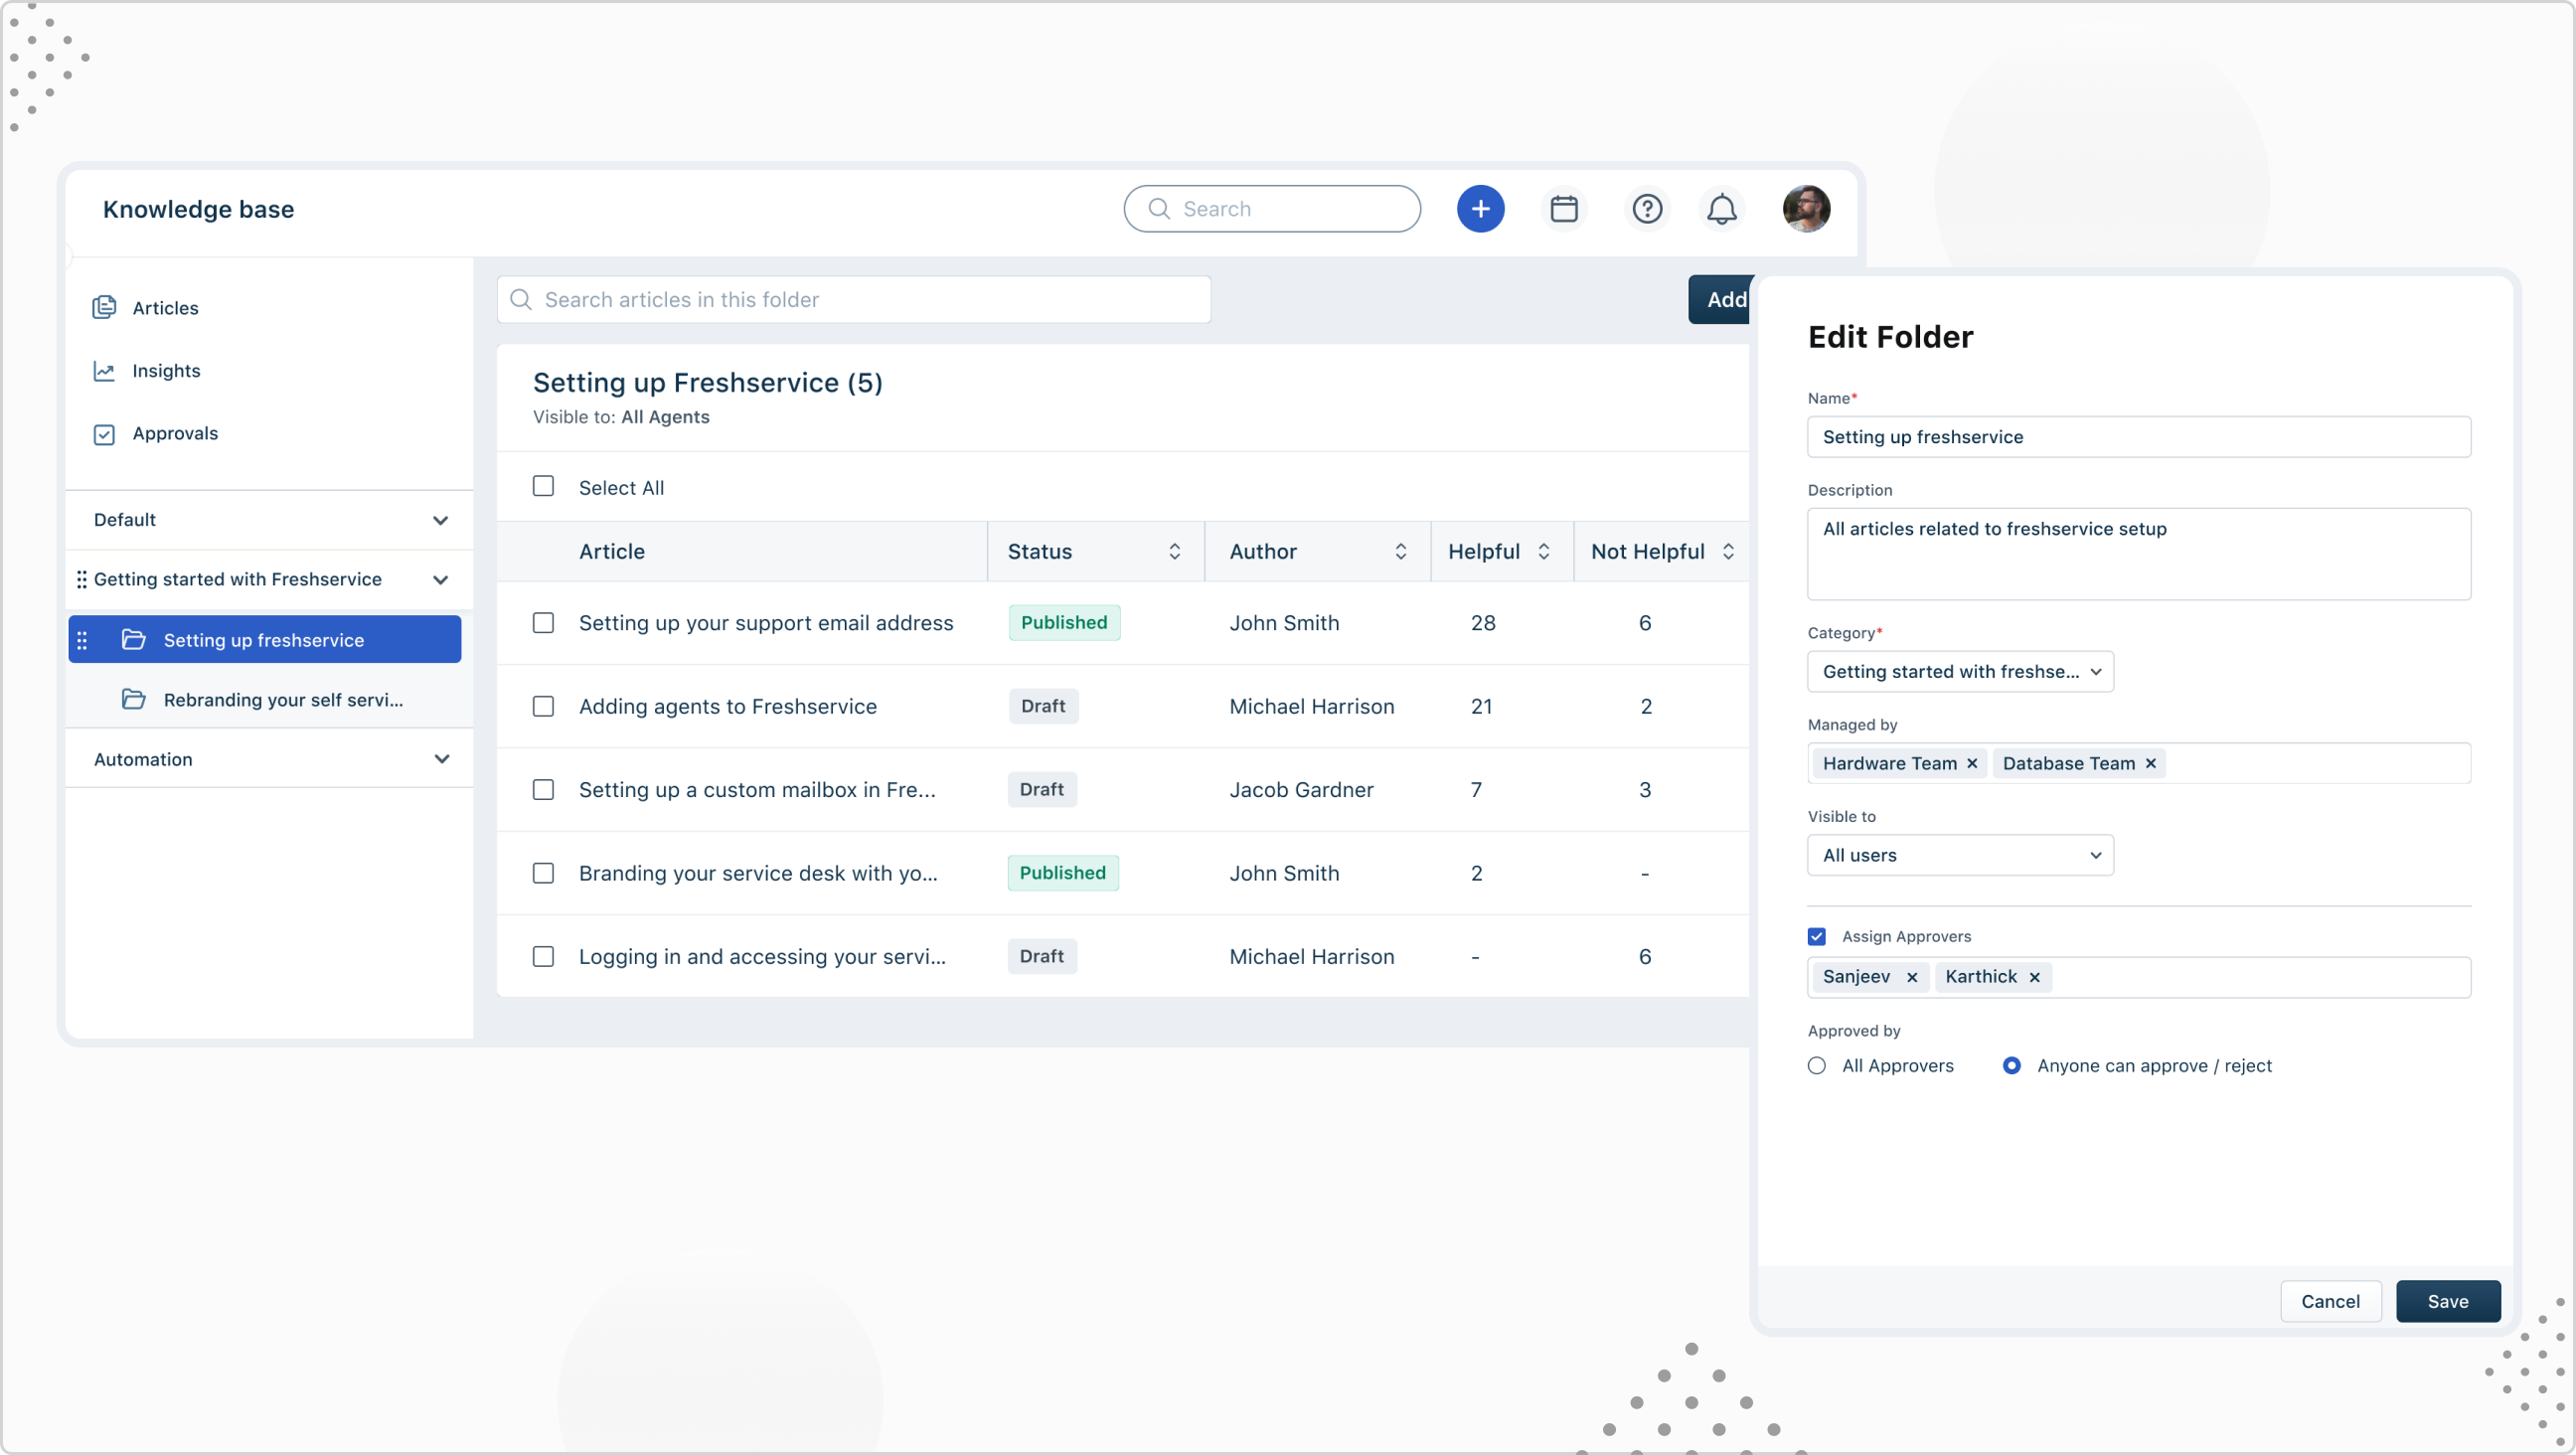 Knowledge base
Search
Articles
Insights
Approvals
Default
Getting started with Freshservice
Setting up freshservice
Rebranding your self servi...
Automation
Search articles in this folder
Add
Setting up Freshservice (5)
Visible to: All Agents
Select All
Article Status Author Helpful Not Helpful
Setting up your support email address Published John Smith 28 6
Adding agents to Freshservice Draft Michael Harrison 21 2
Setting up a custom mailbox in Fre... Draft Jacob Gardner 7 3
Branding your service desk with yo... Published John Smith 2 -
Logging in and accessing your servi... Draft Michael Harrison - 6
Edit Folder
Name*
Setting up freshservice
Description
All articles related to freshservice setup
Category*
Getting started with freshse...
Managed by
Hardware Team × Database Team ×
Visible to
All users
Assign Approvers
Sanjeev × Karthick ×
Approved by
All Approvers Anyone can approve / reject
Cancel Save